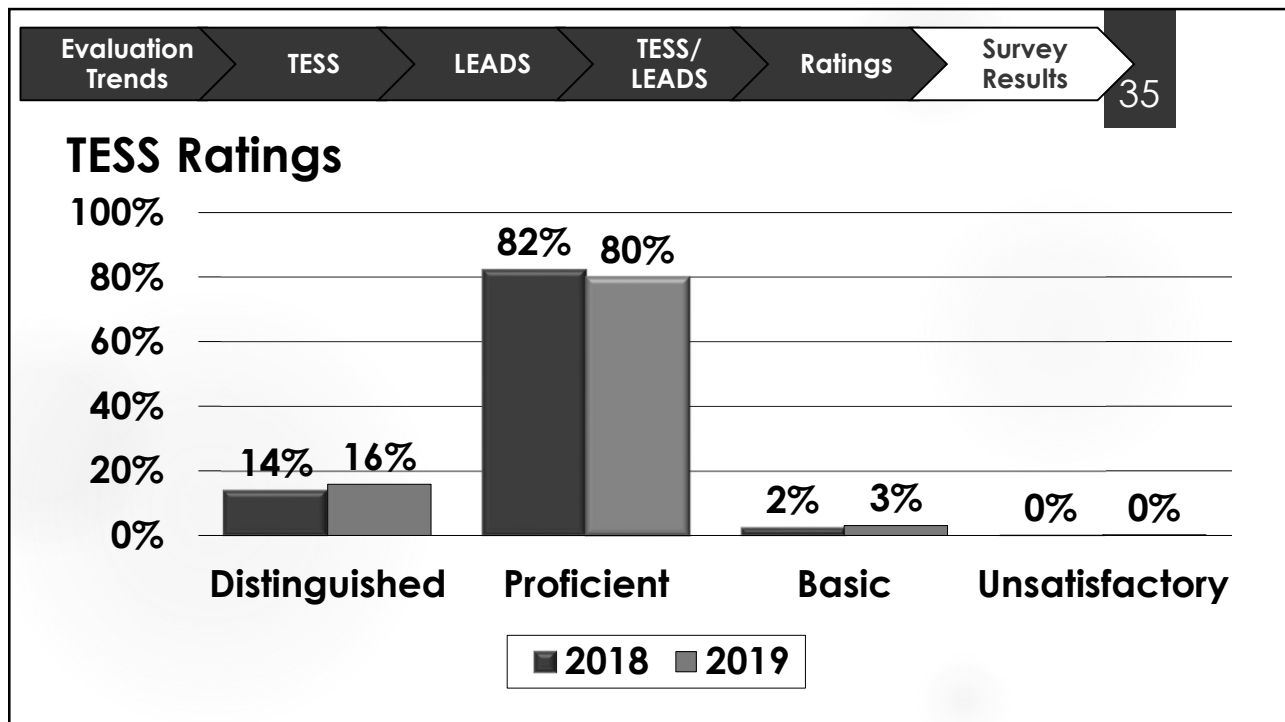 Evaluation
Trends
TESS
LEADS
TESS/
LEADS
Ratings
Survey
Results
35
TESS Ratings
100%
80%
60%
40%
20%
0%
14%
16%
82%
80%
2%
3%
0%
0%
Distinguished
Proficient
Basic
Unsatisfactory
2018
2019